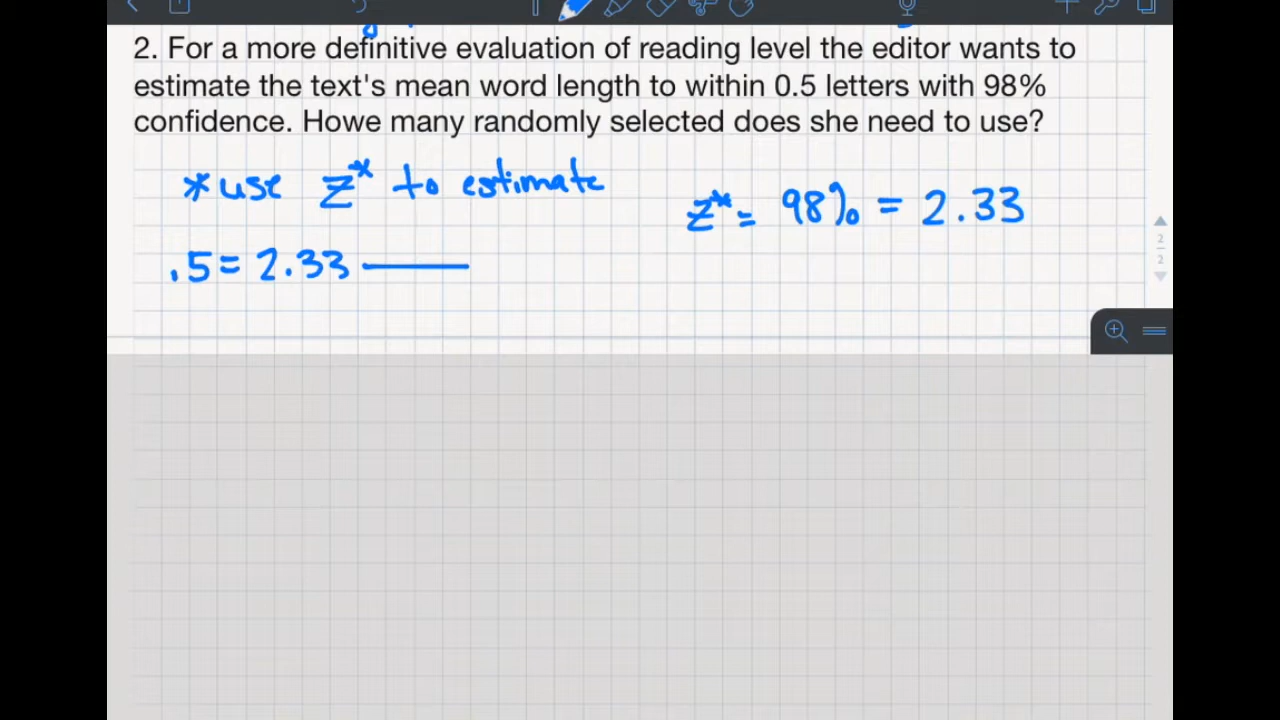 2. For a more definitive evaluation of reading level the editor wants to
estimate the text's mean word length to within 0.5 letters with 98%
confidence. Howe many randomly selected does she need to use?
*use z* to estimate
z* = 98% = 2.33
.5 = 2.33
2
2